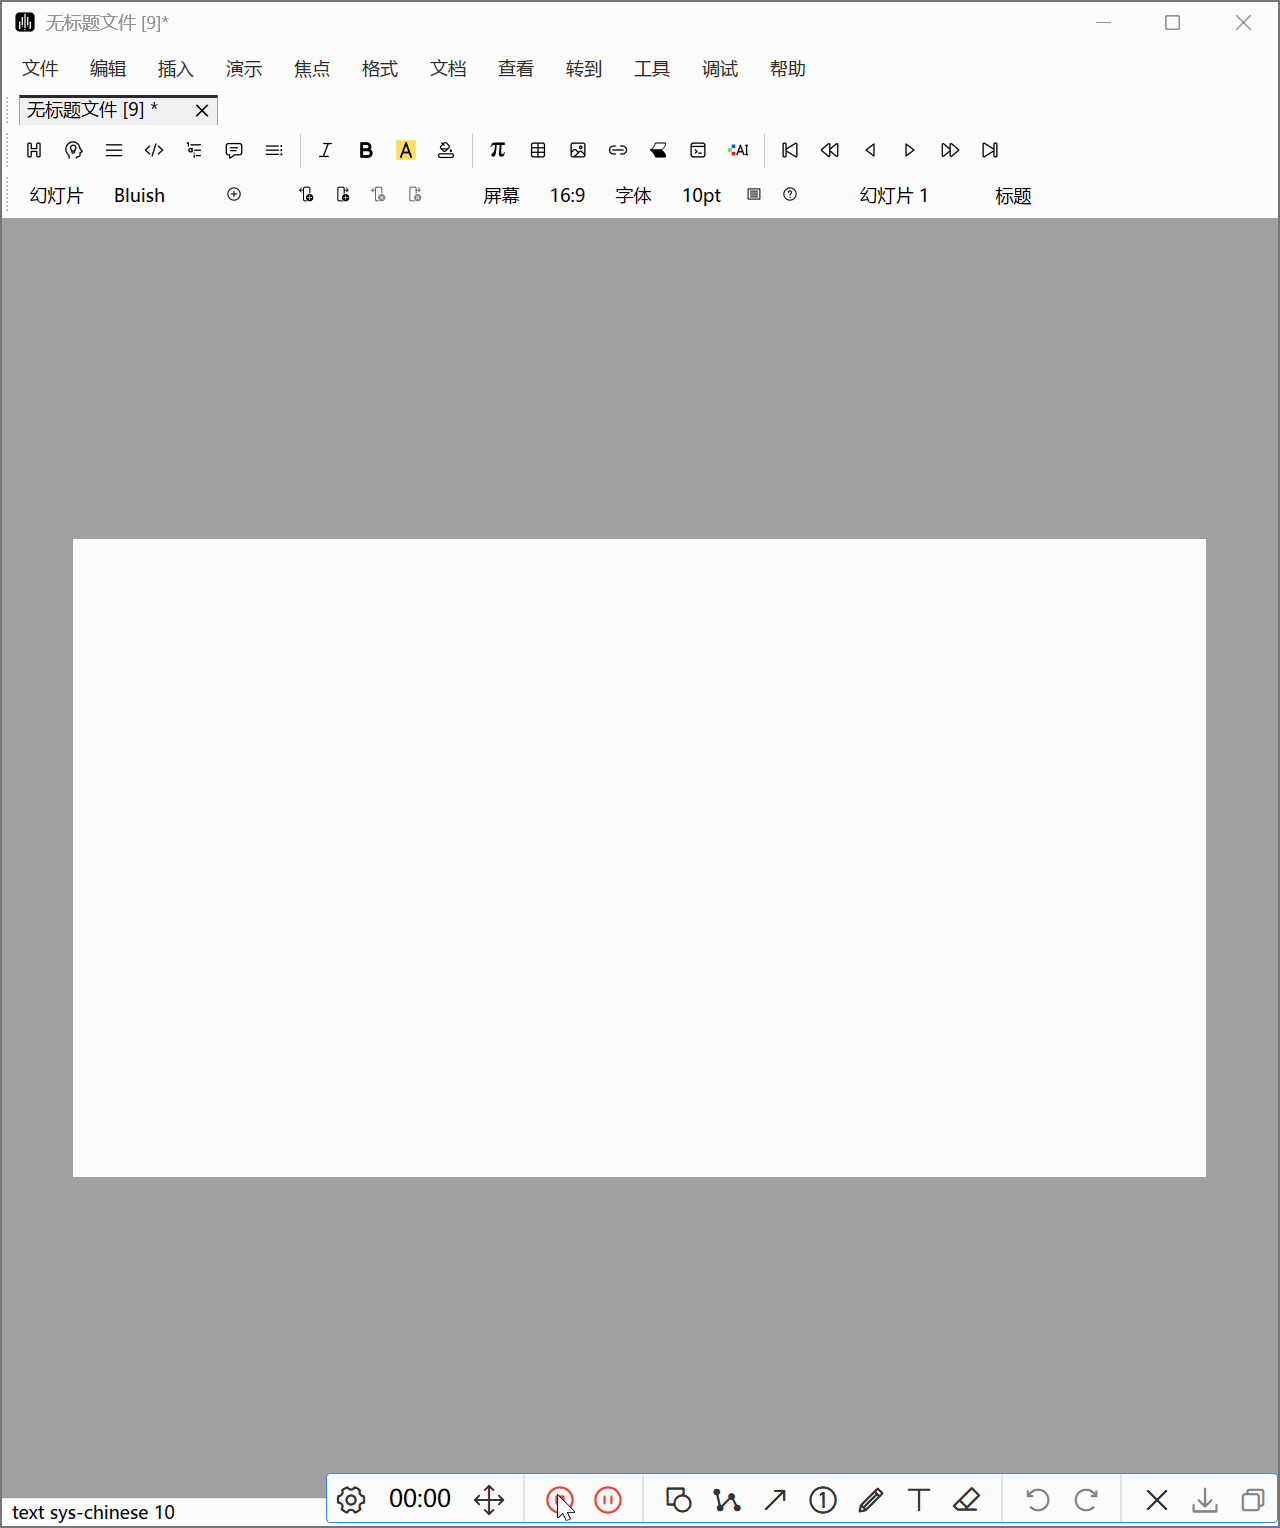 无标题文件 [9]*
文件 编辑 插入 演示 焦点 格式 文档 查看 转到 工具 调试 帮助
无标题文件 [9] *
幻灯片 Bluish 屏幕 16:9 字体 10pt 幻灯片 1 标题
text sys-chinese 10
00:00